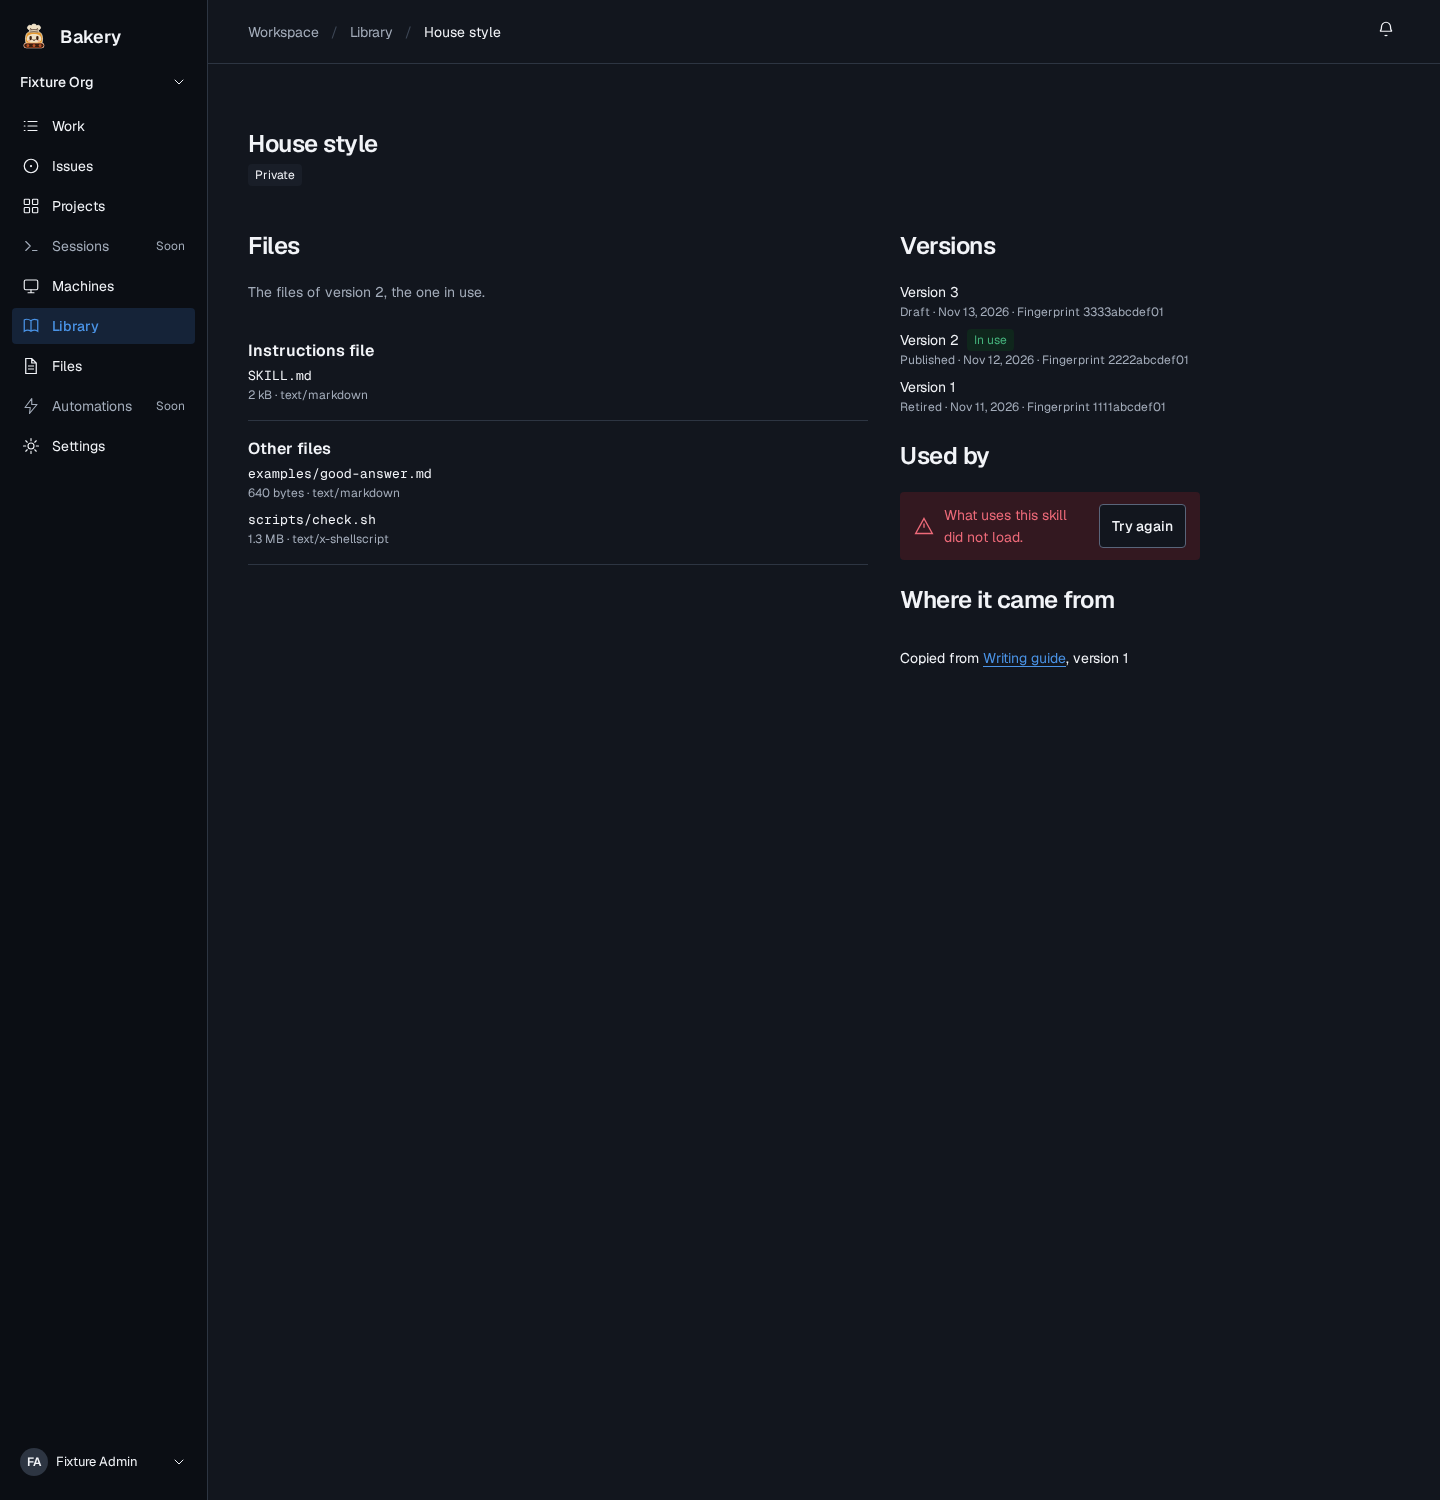 Bakery
Fixture Org
Work
Issues
Projects
Sessions Soon
Machines
Library
Files
Automations Soon
Settings
FA Fixture Admin
Workspace / Library / House style
House style
Private
Files
The files of version 2, the one in use.
Instructions file
SKILL.md
2 kB · text/markdown
Other files
examples/good-answer.md
640 bytes · text/markdown
scripts/check.sh
1.3 MB · text/x-shellscript
Versions
Version 3
Draft · Nov 13, 2026 · Fingerprint 3333abcdef01
Version 2 In use
Published · Nov 12, 2026 · Fingerprint 2222abcdef01
Version 1
Retired · Nov 11, 2026 · Fingerprint 1111abcdef01
Used by
What uses this skill
did not load.
Try again
Where it came from
Copied from Writing guide, version 1